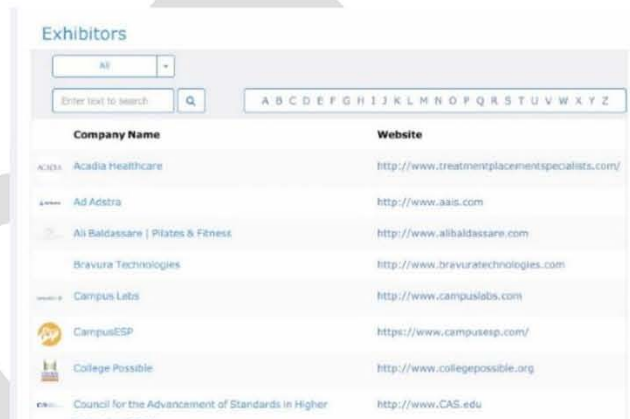 Exhibitors
All
Enter text to search
A B C D E F G H I J K L M N O P Q R S T U V W X Y Z
Company Name Website
ACADIA Acadia Healthcare http://www.treatmentplacementspecialists.com/
Ad Adstra http://www.aais.com
Ali Baldassare | Pilates & Fitness http://www.alibaldassare.com
Bravura Technologies http://www.bravuratechnologies.com
Campus Labs http://www.campuslabs.com
CampusESP https://www.campusesp.com/
College Possible http://www.collegepossible.org
Council for the Advancement of Standards in Higher http://www.CAS.edu